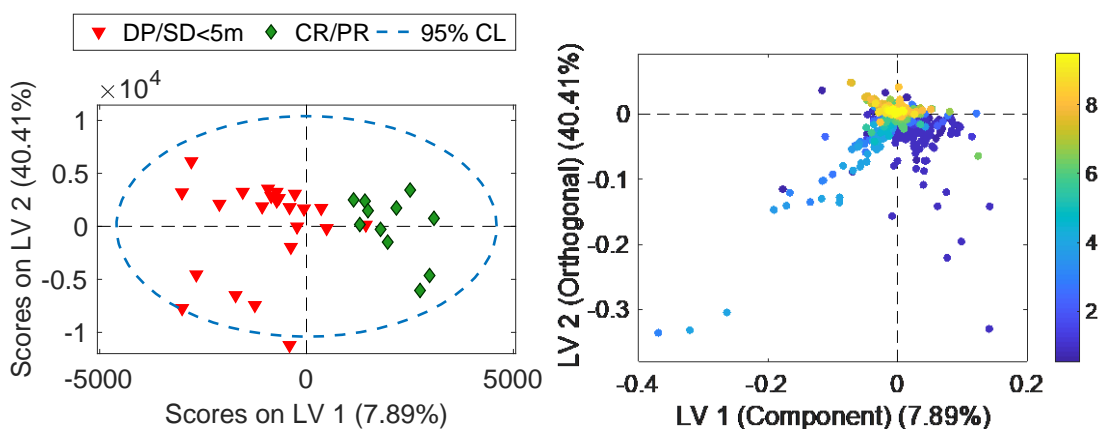 DP/SD<5m CR/PR 95% CL
×10^4
Scores on LV 2 (40.41%)
1
0.5
0
-0.5
-1
-5000 0 5000
Scores on LV 1 (7.89%)
LV 2 (Orthogonal) (40.41%)
0
-0.1
-0.2
-0.3
-0.4 -0.2 0 0.2
LV 1 (Component) (7.89%)
8
6
4
2